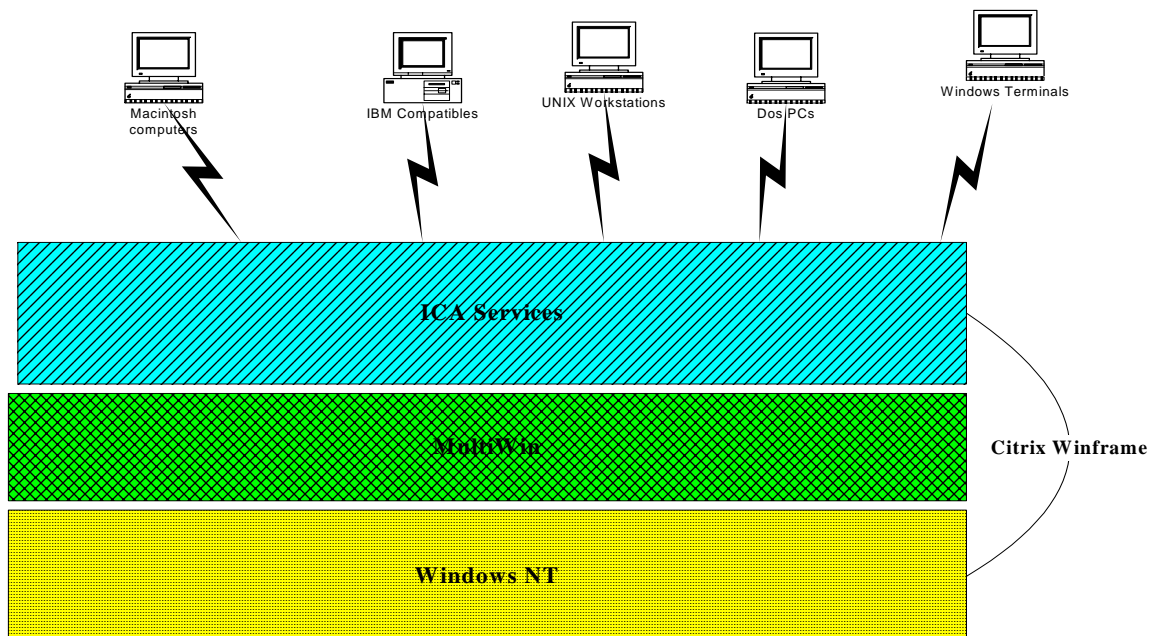 Macintosh
computers
IBM Compatibles
UNIX Workstations
Dos PCs
Windows Terminals
ICA Services
MultiWin
Citrix Winframe
Windows NT